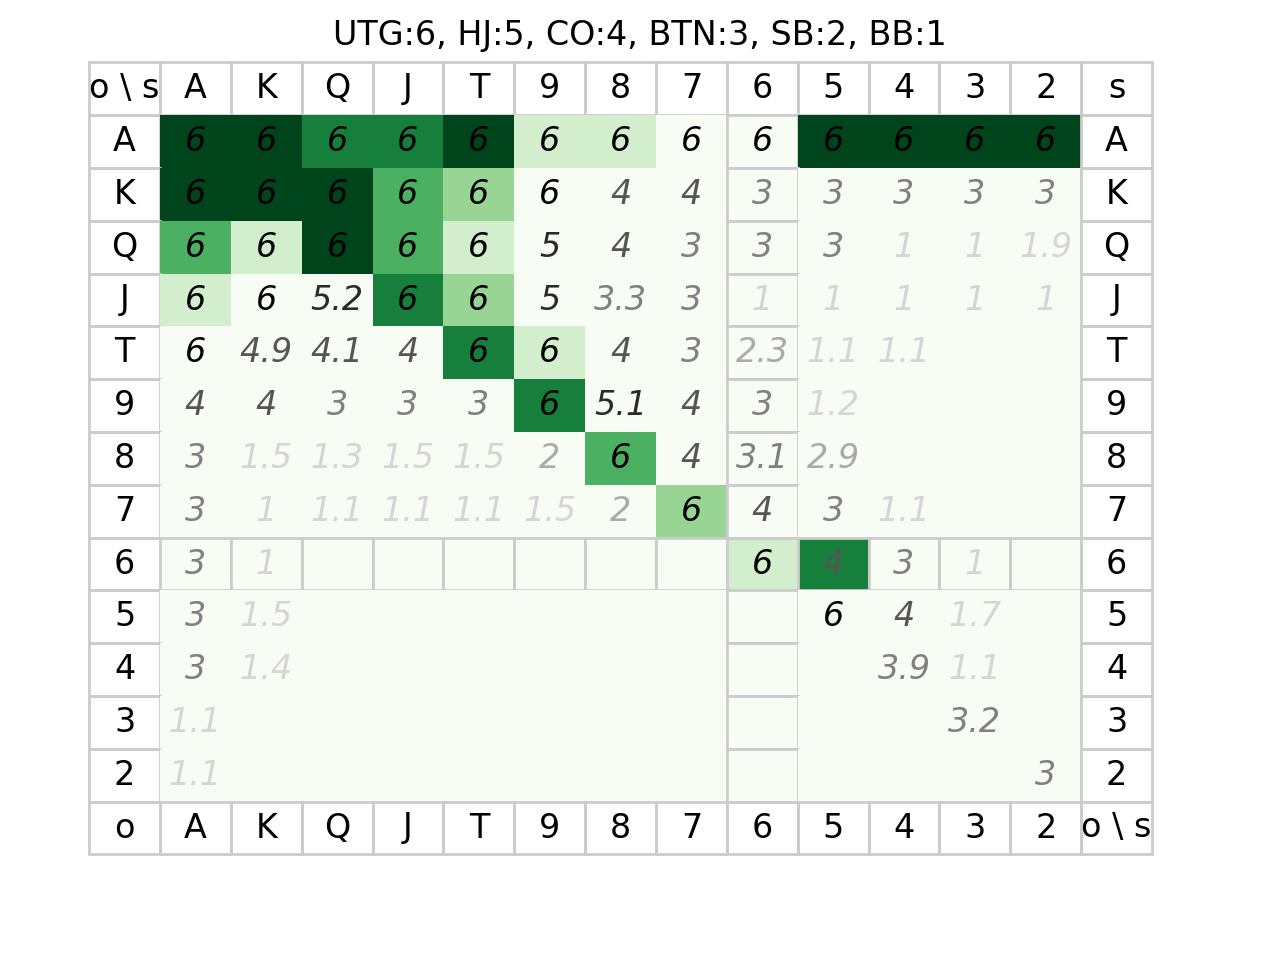 UTG:6, HJ:5, CO:4, BTN:3, SB:2, BB:1
o \ s A K Q J T 9 8 7 6 5 4 3 2 s
A 6 6 6 6 6 6 6 6 6 6 6 6 6 A
K 6 6 6 6 6 6 4 4 3 3 3 3 3 K
Q 6 6 6 6 6 5 4 3 3 3 1 1 1.9 Q
J 6 6 5.2 6 6 5 3.3 3 1 1 1 1 1 J
T 6 4.9 4.1 4 6 6 4 3 2.3 1.1 1.1 T
9 4 4 3 3 3 6 5.1 4 3 1.2 9
8 3 1.5 1.3 1.5 1.5 2 6 4 3.1 2.9 8
7 3 1 1.1 1.1 1.1 1.5 2 6 4 3 1.1 7
6 3 1 6 4 3 1 6
5 3 1.5 6 4 1.7 5
4 3 1.4 3.9 1.1 4
3 1.1 3.2 3
2 1.1 3 2
o A K Q J T 9 8 7 6 5 4 3 2 o \ s